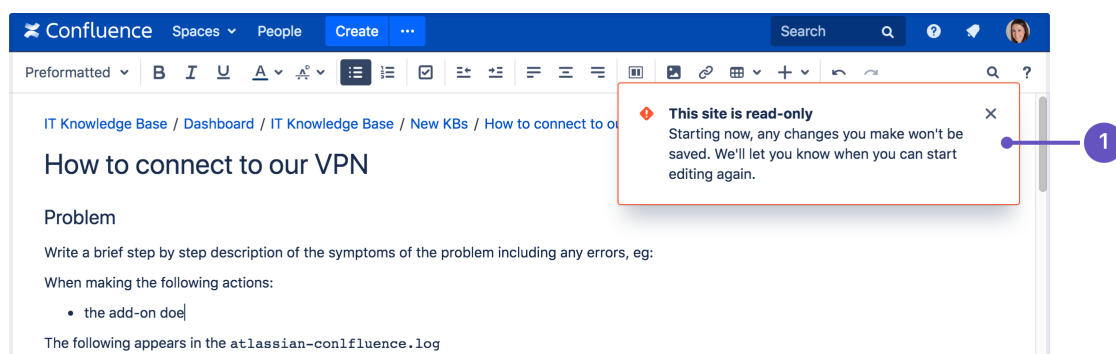 Confluence Spaces People Create ... Search ?
Preformatted B I U A A ?
IT Knowledge Base / Dashboard / IT Knowledge Base / New KBs / How to connect to ou
This site is read-only
Starting now, any changes you make won't be
saved. We'll let you know when you can start
editing again.
1
How to connect to our VPN
Problem
Write a brief step by step description of the symptoms of the problem including any errors, eg:
When making the following actions:
• the add-on doe
The following appears in the atlassian-conlfluence.log